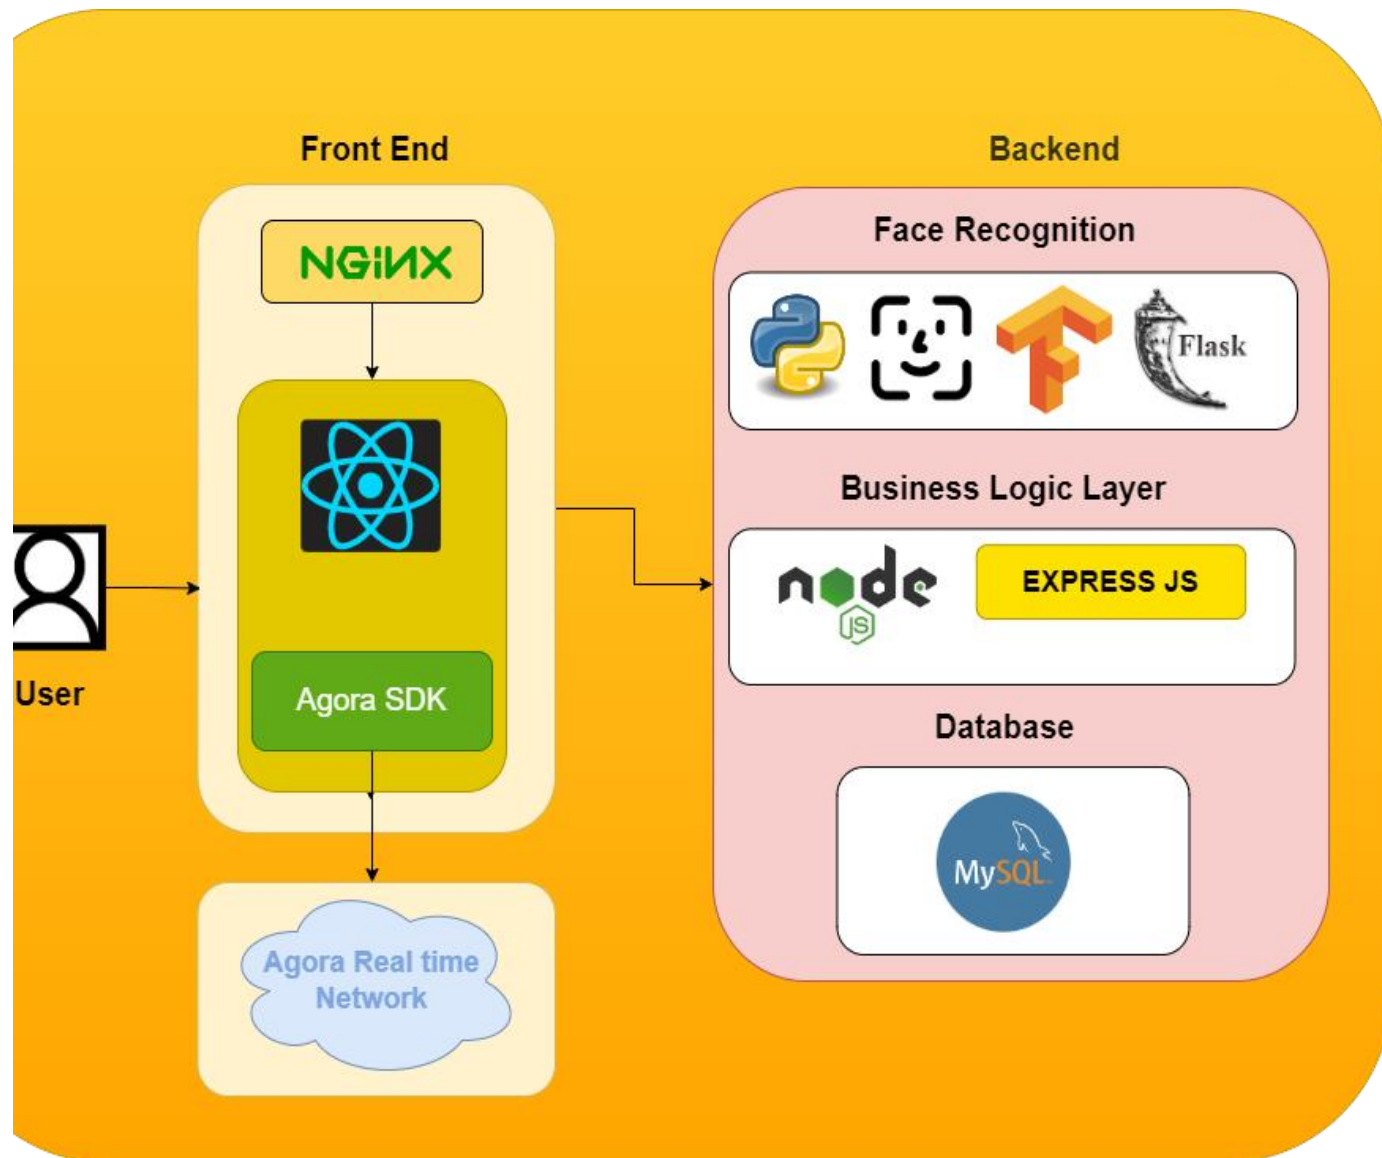 Front End
Backend
NGINX
Face Recognition
Flask
Business Logic Layer
node
JS
EXPRESS JS
User
Agora SDK
Database
MySQL
Agora Real time
Network